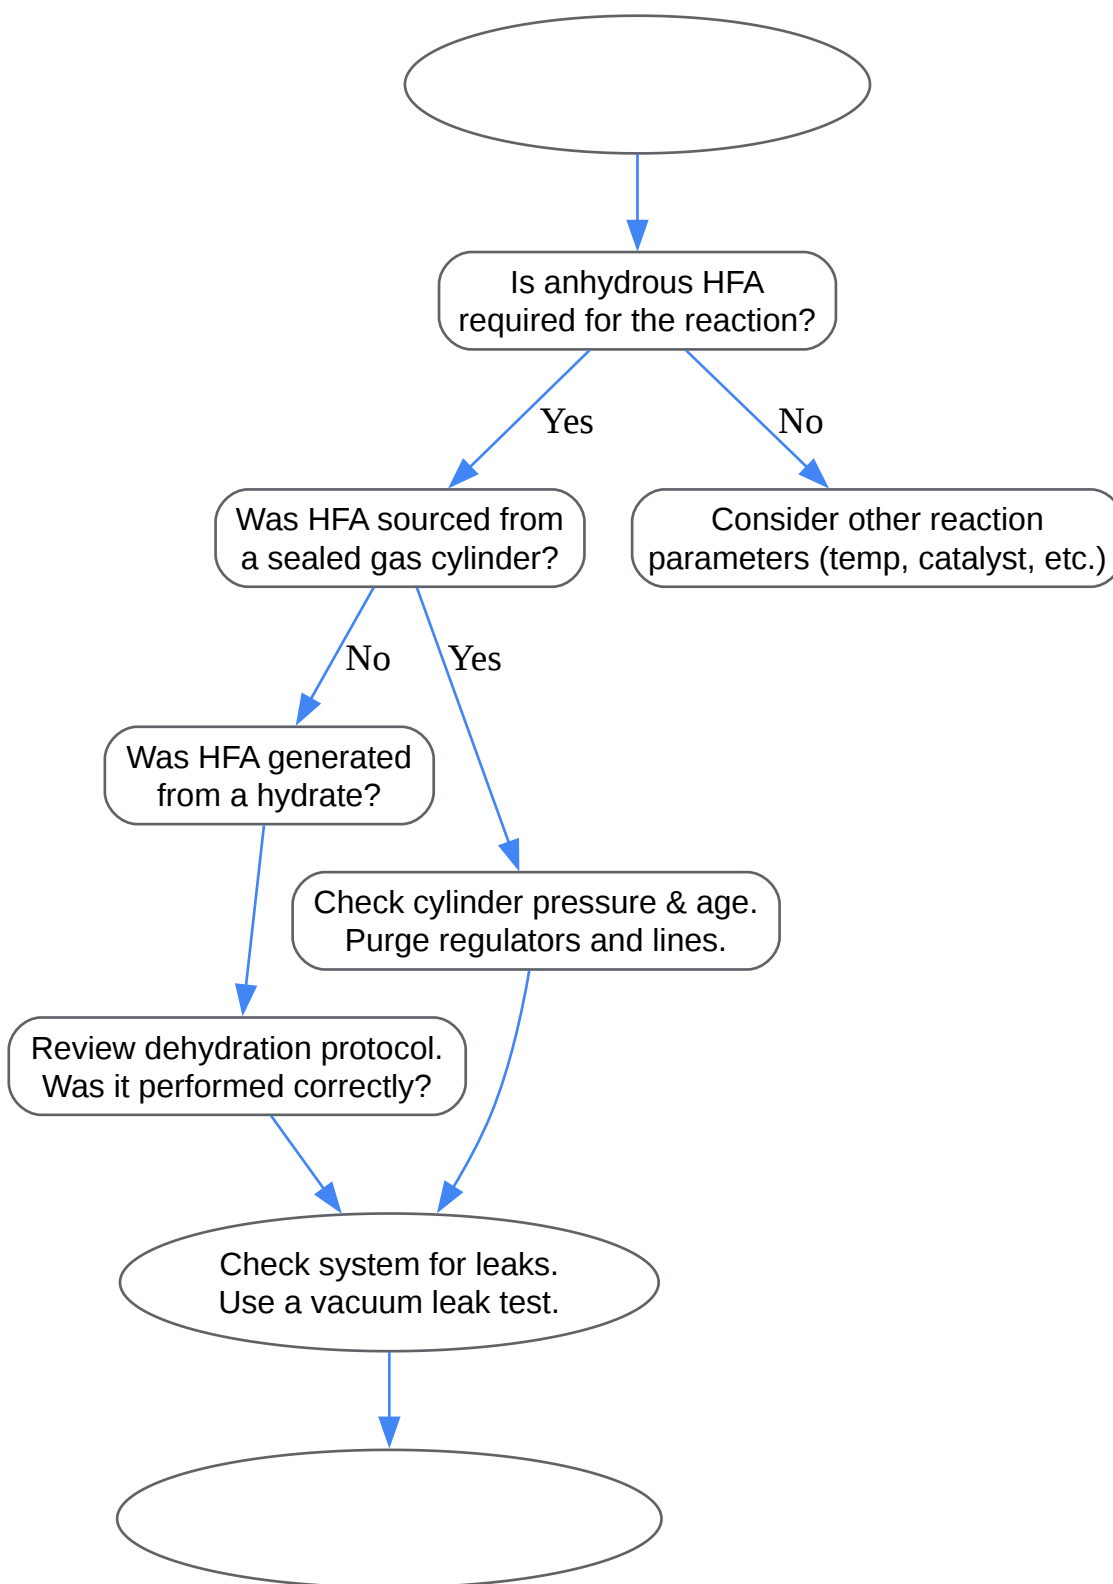 Is anhydrous HFA
required for the reaction?
Yes
No
Was HFA sourced from
a sealed gas cylinder?
Consider other reaction
parameters (temp, catalyst, etc.)
No
Yes
Was HFA generated
from a hydrate?
Check cylinder pressure & age.
Purge regulators and lines.
Review dehydration protocol.
Was it performed correctly?
Check system for leaks.
Use a vacuum leak test.